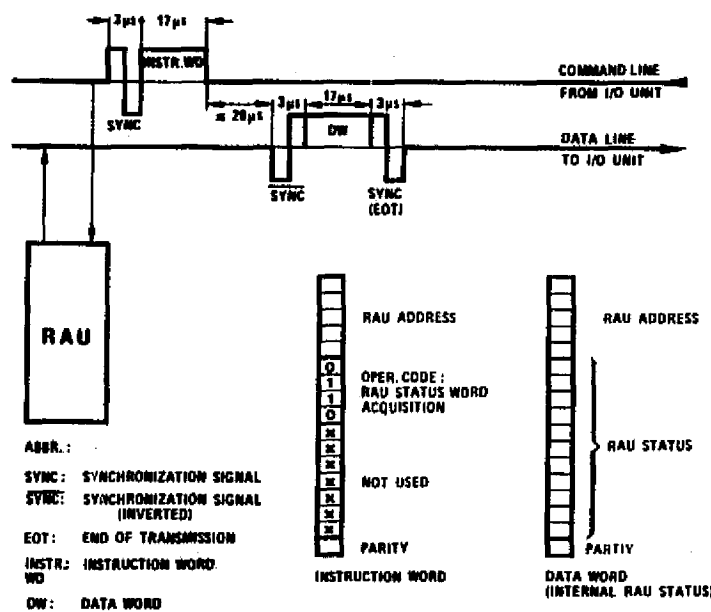 3µs 17µs
INSTR.WD
COMMAND LINE
FROM I/O UNIT
SYNC
≈ 20µs 3µs 17µs 3µs
DW
DATA LINE
TO I/O UNIT
SYNC
SYNC
(EOT)
RAU
RAU ADDRESS
0
1
1
0
OPER. CODE :
RAU STATUS WORD
ACQUISITION
X
X
X
X
X
X
X
NOT USED
PARITY
INSTRUCTION WORD
RAU ADDRESS
RAU STATUS
PARTIY
DATA WORD
(INTERNAL RAU STATUS)
ABBR. :
SYNC : SYNCHRONIZATION SIGNAL
SYNC: SYNCHRONIZATION SIGNAL
(INVERTED)
EOT : END OF TRANSMISSION
INSTR.: INSTRUCTION WORD
WD
DW : DATA WORD